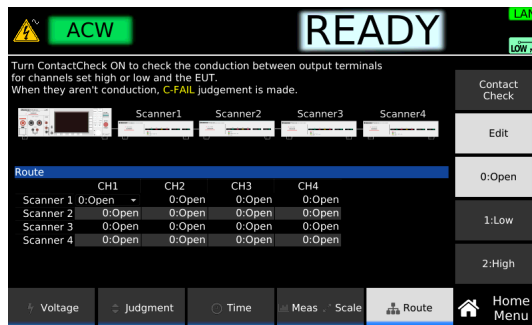 ACW
READY
LAN
LOW
Turn ContactCheck ON to check the conduction between output terminals
for channels set high or low and the EUT.
When they aren't conduction, C-FAIL judgement is made.
Contact
Check
Scanner1 Scanner2 Scanner3 Scanner4
Edit
Route
0:Open
CH1 CH2 CH3 CH4
Scanner 1 0:Open 0:Open 0:Open 0:Open
Scanner 2 0:Open 0:Open 0:Open 0:Open
Scanner 3 0:Open 0:Open 0:Open 0:Open
Scanner 4 0:Open 0:Open 0:Open 0:Open
1:Low
2:High
Voltage Judgment Time Meas Scale Route Home
Menu